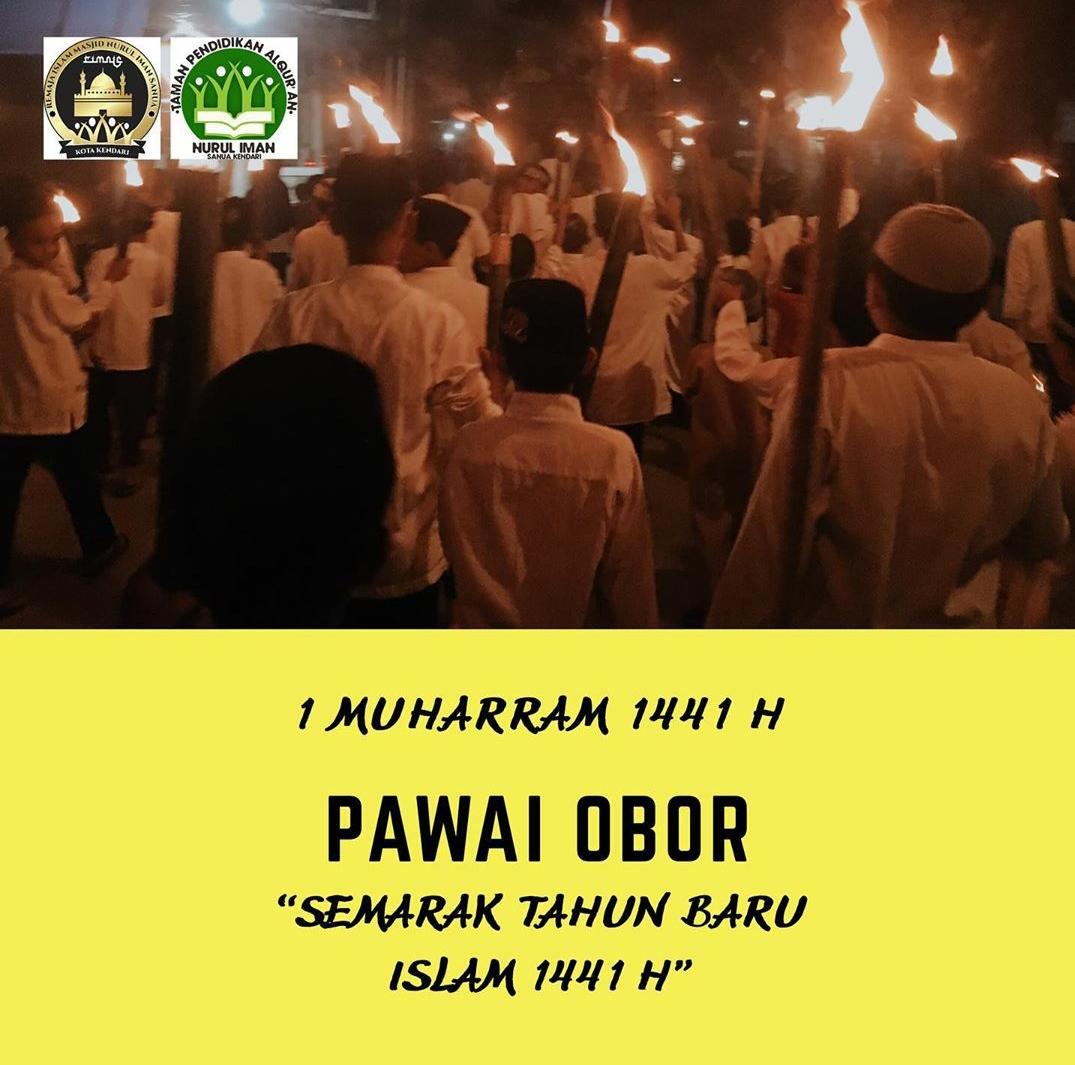 REMAJA ISLAM MASJID NURUL IMAN SANUA
KOTA KENDARI
TAMAN PENDIDIKAN ALQUR'AN
NURUL IMAN
SANUA KENDARI
1 MUHARRAM 1441 H
PAWAI OBOR
“SEMARAK TAHUN BARU
ISLAM 1441 H”